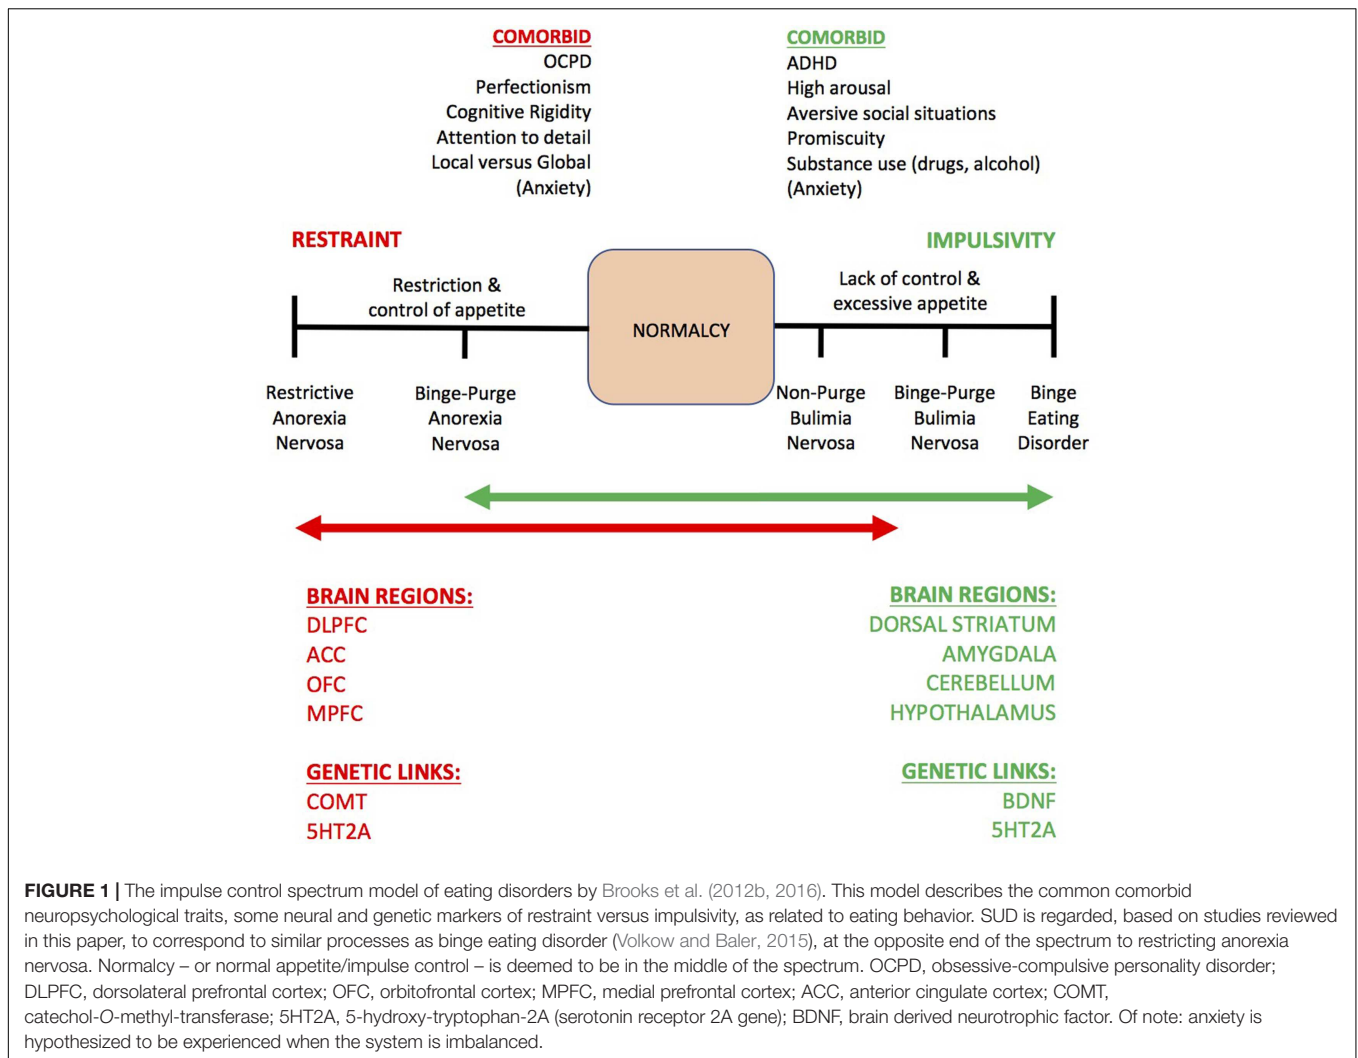 COMORBID
OCPD
Perfectionism
Cognitive Rigidity
Attention to detail
Local versus Global
(Anxiety)
COMORBID
ADHD
High arousal
Aversive social situations
Promiscuity
Substance use (drugs, alcohol)
(Anxiety)
RESTRAINT
IMPULSIVITY
Restriction &
control of appetite
NORMALCY
Lack of control &
excessive appetite
Restrictive
Anorexia
Nervosa
Binge-Purge
Anorexia
Nervosa
Non-Purge
Bulimia
Nervosa
Binge-Purge
Bulimia
Nervosa
Binge
Eating
Disorder
BRAIN REGIONS:
DLPFC
ACC
OFC
MPFC
BRAIN REGIONS:
DORSAL STRIATUM
AMYGDALA
CEREBELLUM
HYPOTHALAMUS
GENETIC LINKS:
COMT
5HT2A
GENETIC LINKS:
BDNF
5HT2A
FIGURE 1 | The impulse control spectrum model of eating disorders by Brooks et al. (2012b, 2016). This model describes the common comorbid
neuropsychological traits, some neural and genetic markers of restraint versus impulsivity, as related to eating behavior. SUD is regarded, based on studies reviewed
in this paper, to correspond to similar processes as binge eating disorder (Volkow and Baler, 2015), at the opposite end of the spectrum to restricting anorexia
nervosa. Normalcy – or normal appetite/impulse control – is deemed to be in the middle of the spectrum. OCPD, obsessive-compulsive personality disorder;
DLPFC, dorsolateral prefrontal cortex; OFC, orbitofrontal cortex; MPFC, medial prefrontal cortex; ACC, anterior cingulate cortex; COMT,
catechol-O-methyl-transferase; 5HT2A, 5-hydroxy-tryptophan-2A (serotonin receptor 2A gene); BDNF, brain derived neurotrophic factor. Of note: anxiety is
hypothesized to be experienced when the system is imbalanced.